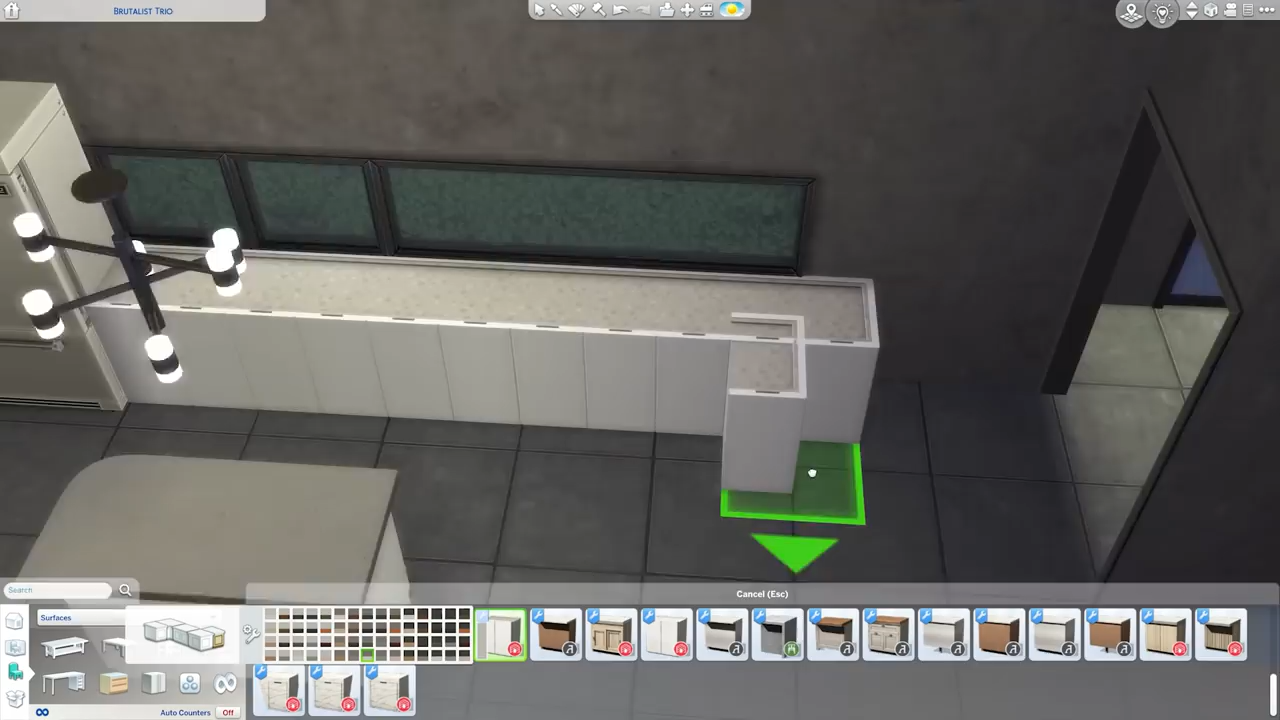 BRUTALIST TRIO
Cancel (Esc)
Search
Surfaces
Auto Counters
Off